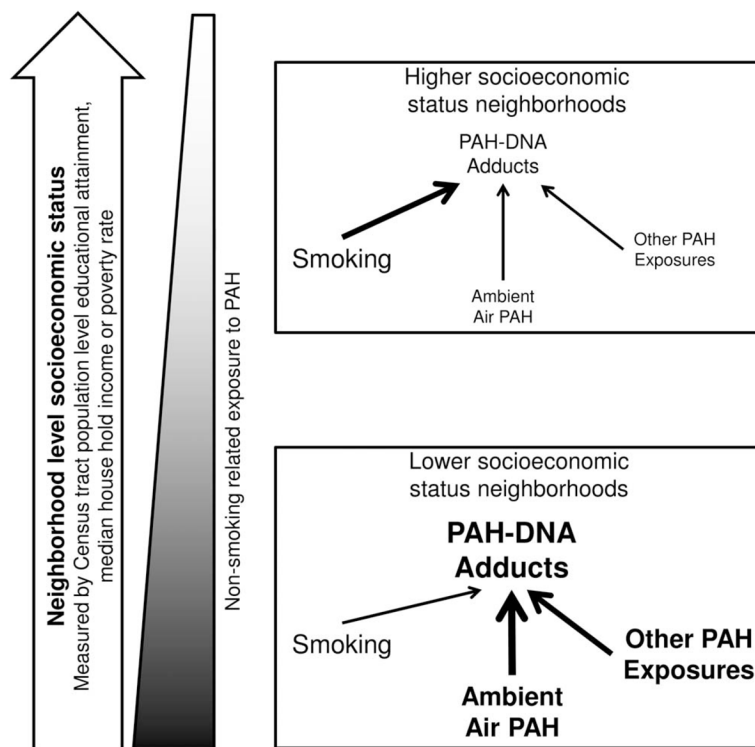 Neighborhood level socioeconomic status
Measured by Census tract population level educational attainment,
median house hold income or poverty rate
Non-smoking related exposure to PAH
Higher socioeconomic
status neighborhoods
PAH-DNA
Adducts
Smoking
Other PAH
Exposures
Ambient
Air PAH
Lower socioeconomic
status neighborhoods
PAH-DNA
Adducts
Smoking
Other PAH
Exposures
Ambient
Air PAH